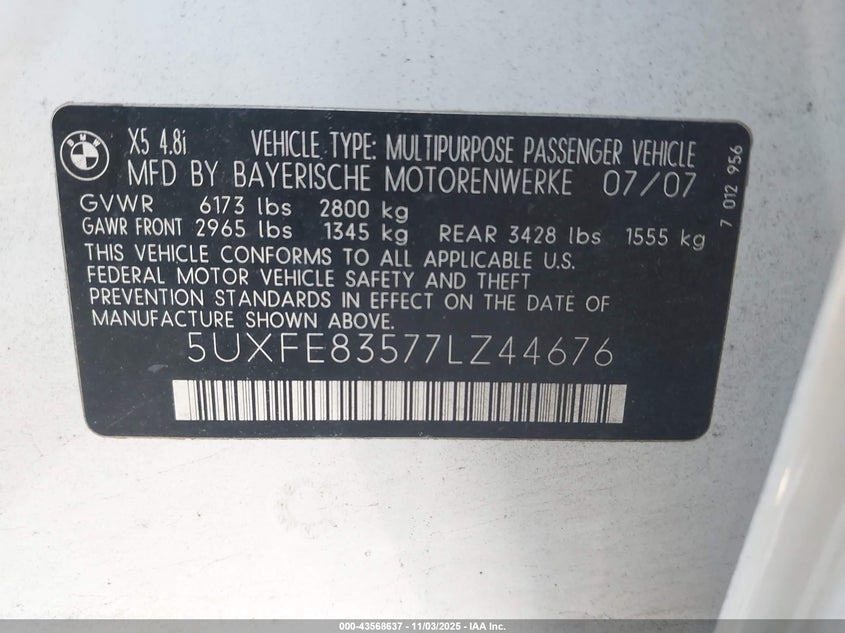 BMW
X5 4.8i VEHICLE TYPE: MULTIPURPOSE PASSENGER VEHICLE
MFD BY BAYERISCHE MOTORENWERKE 07/07
GVWR 6173 lbs 2800 kg
GAWR FRONT 2965 lbs 1345 kg REAR 3428 lbs 1555 kg
THIS VEHICLE CONFORMS TO ALL APPLICABLE U.S.
FEDERAL MOTOR VEHICLE SAFETY AND THEFT
PREVENTION STANDARDS IN EFFECT ON THE DATE OF
MANUFACTURE SHOWN ABOVE.
5UXFE83577LZ44676
7 012 956
000-43568637 - 11/03/2025 - IAA Inc.